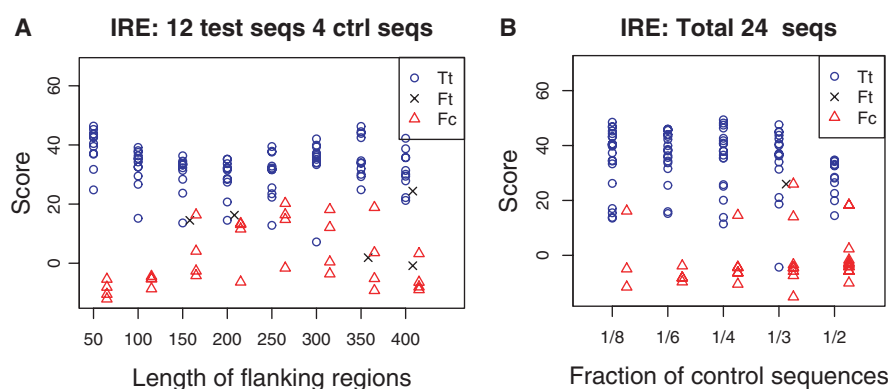 A
IRE: 12 test seqs 4 ctrl seqs
Score
60
40
20
0
Tt
Ft
Fc
50 100 150 200 250 300 350 400
Length of flanking regions
B
IRE: Total 24 seqs
Score
60
40
20
0
Tt
Ft
Fc
1/8 1/6 1/4 1/3 1/2
Fraction of control sequences